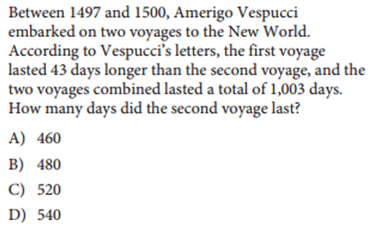 Between 1497 and 1500, Amerigo Vespucci
embarked on two voyages to the New World.
According to Vespucci’s letters, the first voyage
lasted 43 days longer than the second voyage, and the
two voyages combined lasted a total of 1,003 days.
How many days did the second voyage last?
A) 460
B) 480
C) 520
D) 540